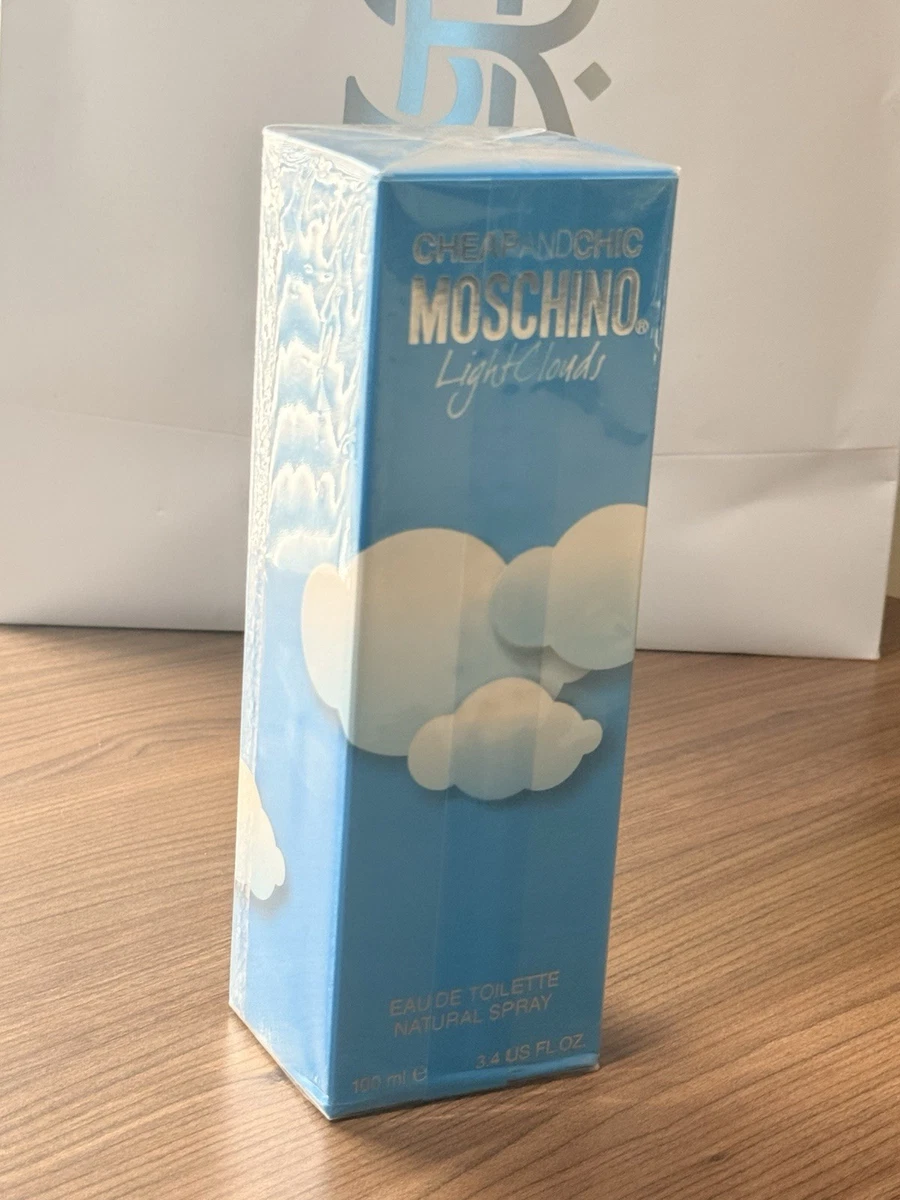 CHEAPANDCHIC
MOSCHINO®
LightClouds
EAU DE TOILETTE
NATURAL SPRAY
100 ml ℮ 3.4 US FL.OZ.